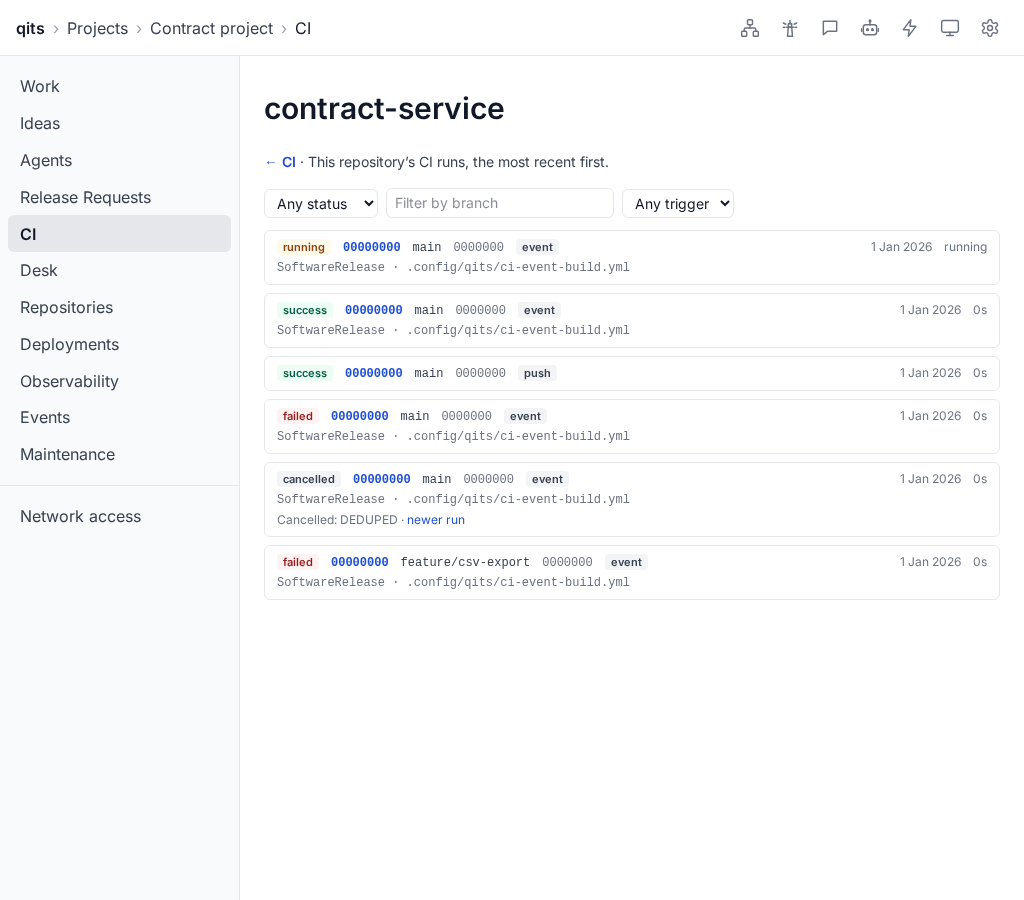 qits › Projects › Contract project › CI
Work
Ideas
Agents
Release Requests
CI
Desk
Repositories
Deployments
Observability
Events
Maintenance
Network access
contract-service
← CI · This repository’s CI runs, the most recent first.
Any status Filter by branch Any trigger
running 00000000 main 0000000 event 1 Jan 2026 running
SoftwareRelease · .config/qits/ci-event-build.yml
success 00000000 main 0000000 event 1 Jan 2026 0s
SoftwareRelease · .config/qits/ci-event-build.yml
success 00000000 main 0000000 push 1 Jan 2026 0s
failed 00000000 main 0000000 event 1 Jan 2026 0s
SoftwareRelease · .config/qits/ci-event-build.yml
cancelled 00000000 main 0000000 event 1 Jan 2026 0s
SoftwareRelease · .config/qits/ci-event-build.yml
Cancelled: DEDUPED · newer run
failed 00000000 feature/csv-export 0000000 event 1 Jan 2026 0s
SoftwareRelease · .config/qits/ci-event-build.yml